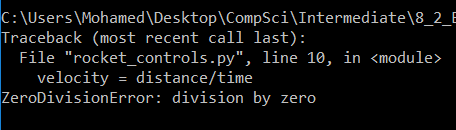 C:\Users\Mohamed\Desktop\CompSci\Intermediate\8_2_E
Traceback (most recent call last):
  File "rocket_controls.py", line 10, in <module>
    velocity = distance/time
ZeroDivisionError: division by zero